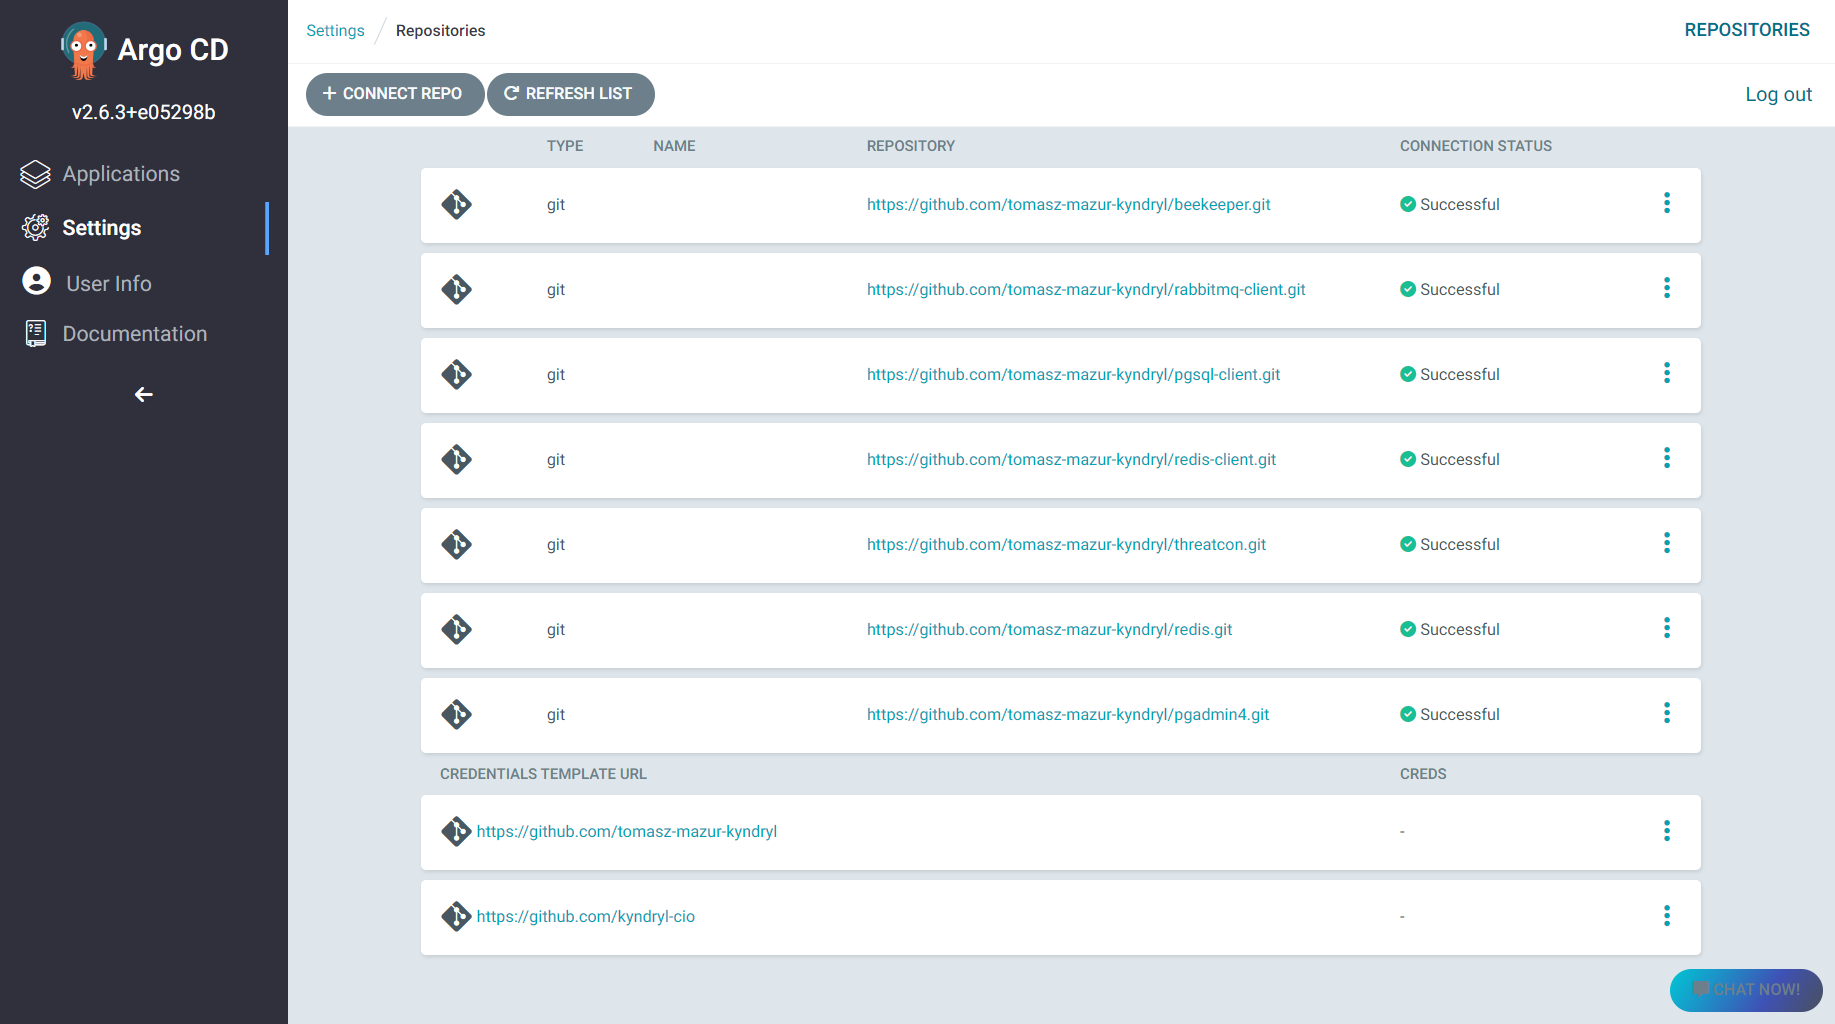 Argo CD
v2.6.3+e05298b
Applications
Settings
User Info
Documentation
Settings / Repositories
REPOSITORIES
CONNECT REPO
REFRESH LIST
Log out
TYPE NAME REPOSITORY CONNECTION STATUS
git https://github.com/tomasz-mazur-kyndryl/beekeeper.git Successful
git https://github.com/tomasz-mazur-kyndryl/rabbitmq-client.git Successful
git https://github.com/tomasz-mazur-kyndryl/pgsql-client.git Successful
git https://github.com/tomasz-mazur-kyndryl/redis-client.git Successful
git https://github.com/tomasz-mazur-kyndryl/threatcon.git Successful
git https://github.com/tomasz-mazur-kyndryl/redis.git Successful
git https://github.com/tomasz-mazur-kyndryl/pgadmin4.git Successful
CREDENTIALS TEMPLATE URL CREDS
https://github.com/tomasz-mazur-kyndryl -
https://github.com/kyndryl-cio -
CHAT NOW!